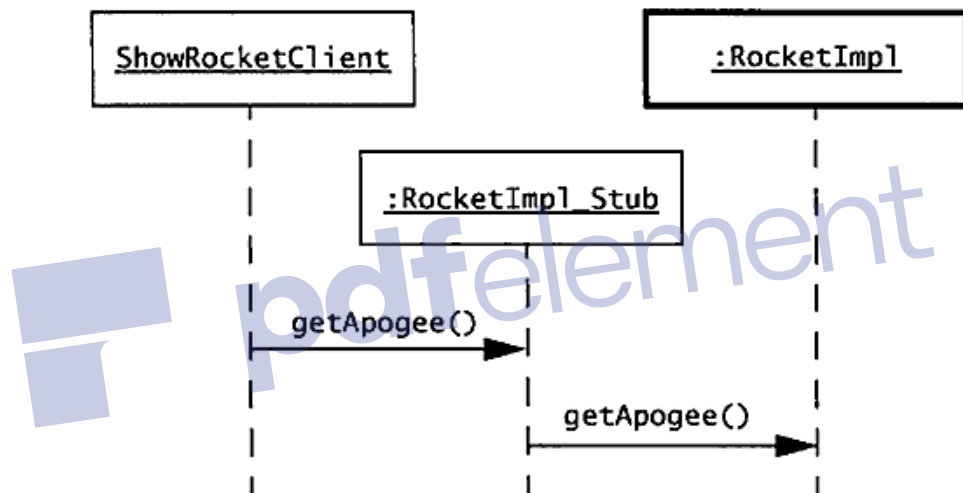 ShowRocketClient
:RocketImpl
:RocketImpl_Stub
getApogee()
getApogee()
pdfelement